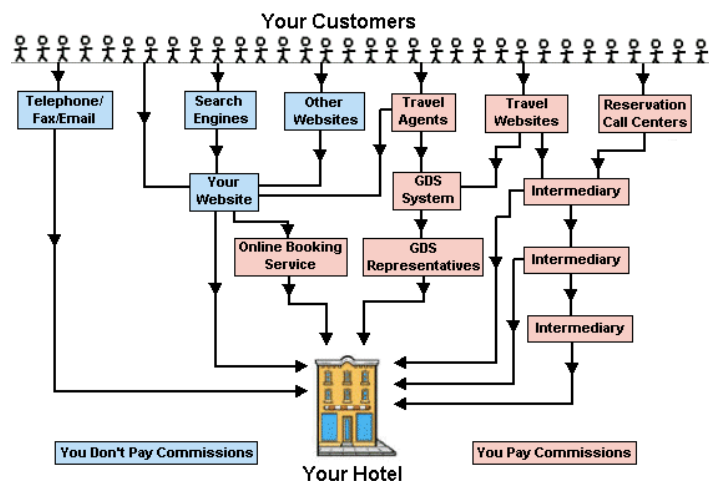 Your Customers
Telephone/
Fax/Email
Search
Engines
Other
Websites
Travel
Agents
Travel
Websites
Reservation
Call Centers
Your
Website
GDS
System
Intermediary
Online Booking
Service
GDS
Representatives
Intermediary
Intermediary
You Don't Pay Commissions
You Pay Commissions
Your Hotel